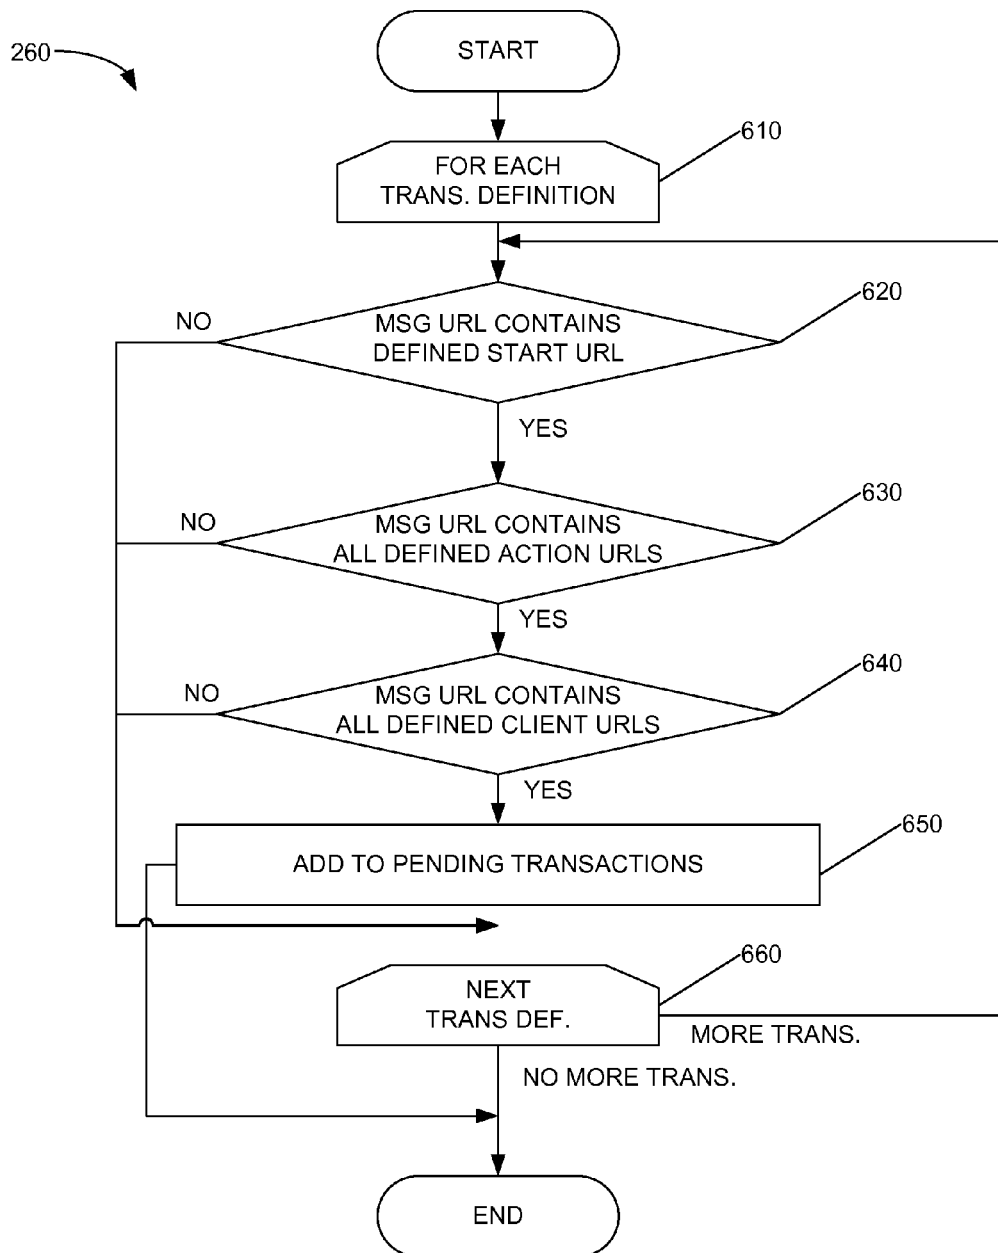 260
START
610
FOR EACH
TRANS. DEFINITION
620
NO
MSG URL CONTAINS
DEFINED START URL
YES
630
NO
MSG URL CONTAINS
ALL DEFINED ACTION URLS
YES
640
NO
MSG URL CONTAINS
ALL DEFINED CLIENT URLS
YES
650
ADD TO PENDING TRANSACTIONS
660
NEXT
TRANS DEF.
MORE TRANS.
NO MORE TRANS.
END